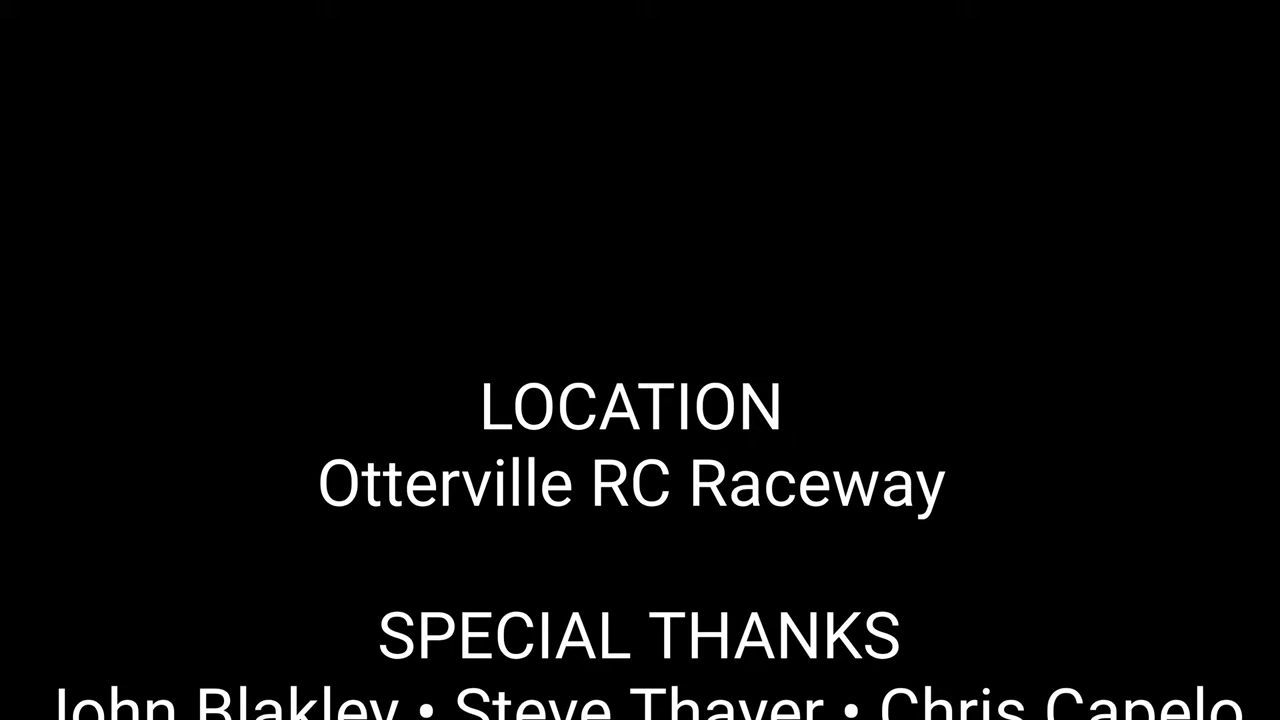 LOCATION
Otterville RC Raceway
SPECIAL THANKS
John Blakley • Steve Thayer • Chris Capelo